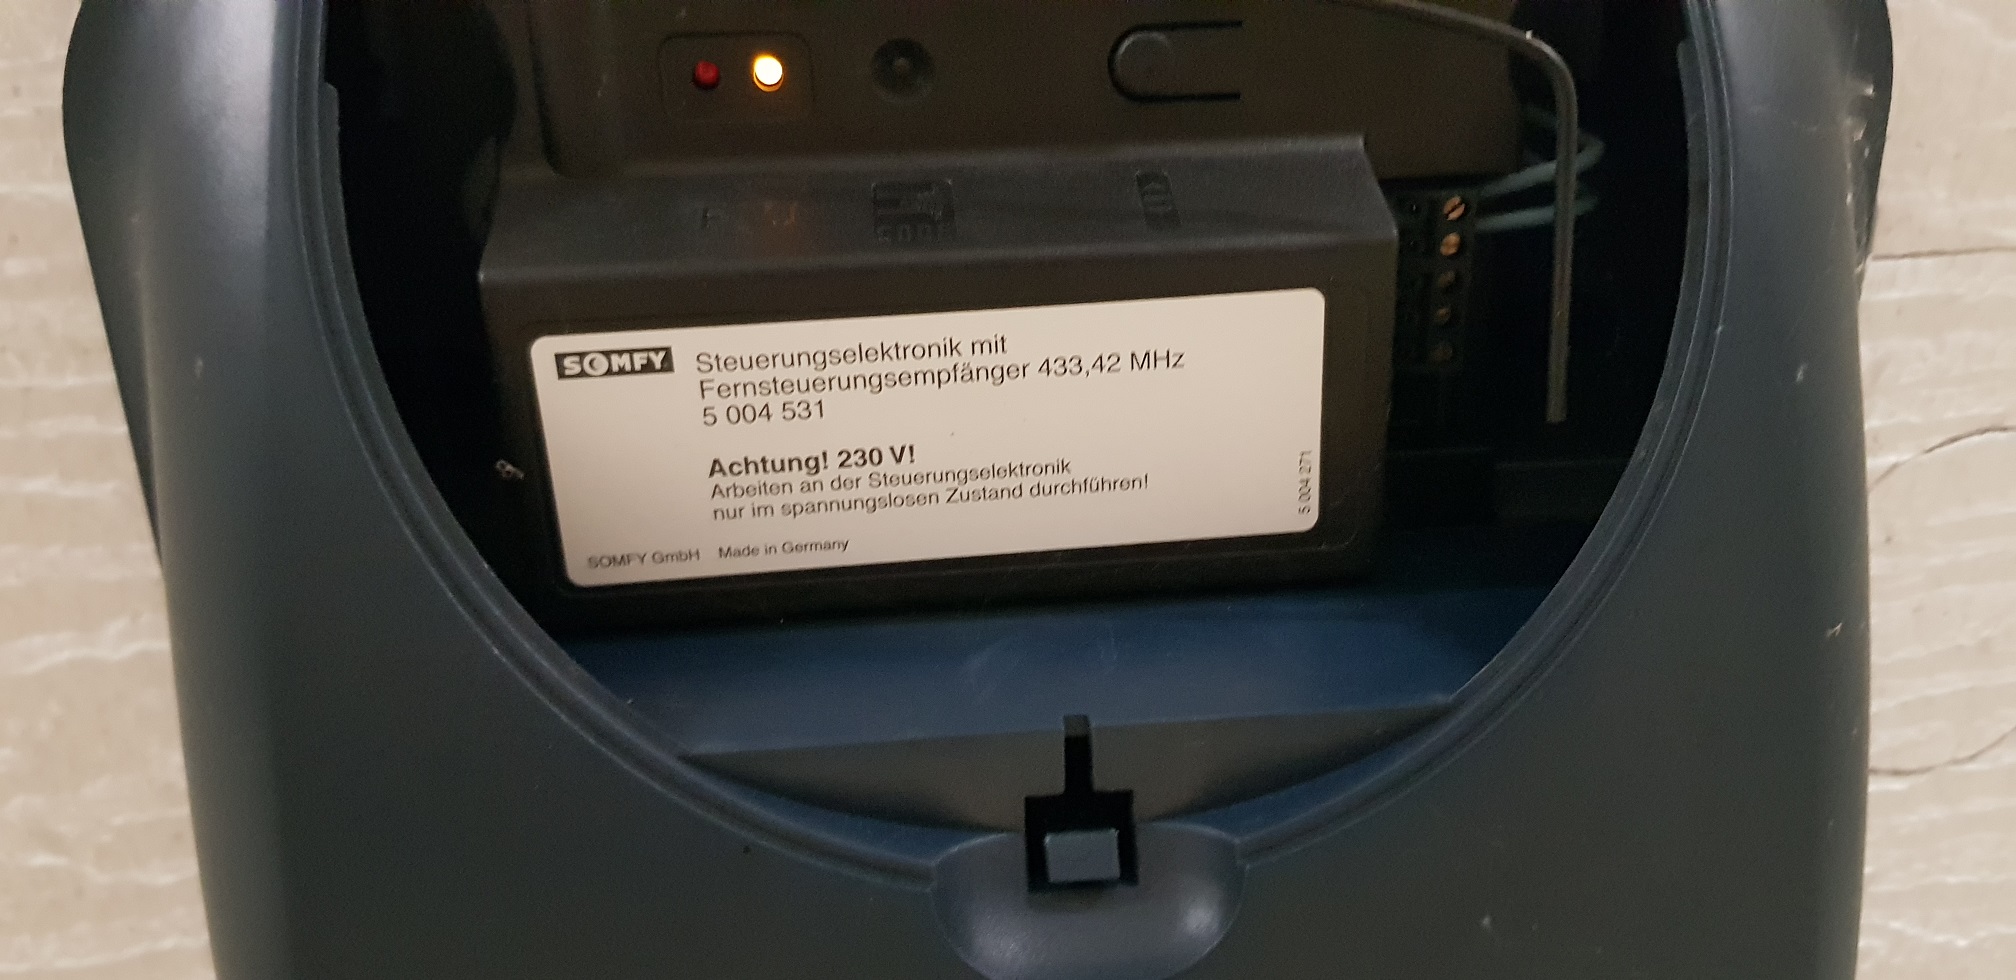 SOMFY
Steuerungselektronik mit
Fernsteuerungsempfänger 433,42 MHz
5 004 531
Achtung! 230 V!
Arbeiten an der Steuerungselektronik
nur im spannungslosen Zustand durchführen!
SOMFY GmbH Made in Germany
5 004 271